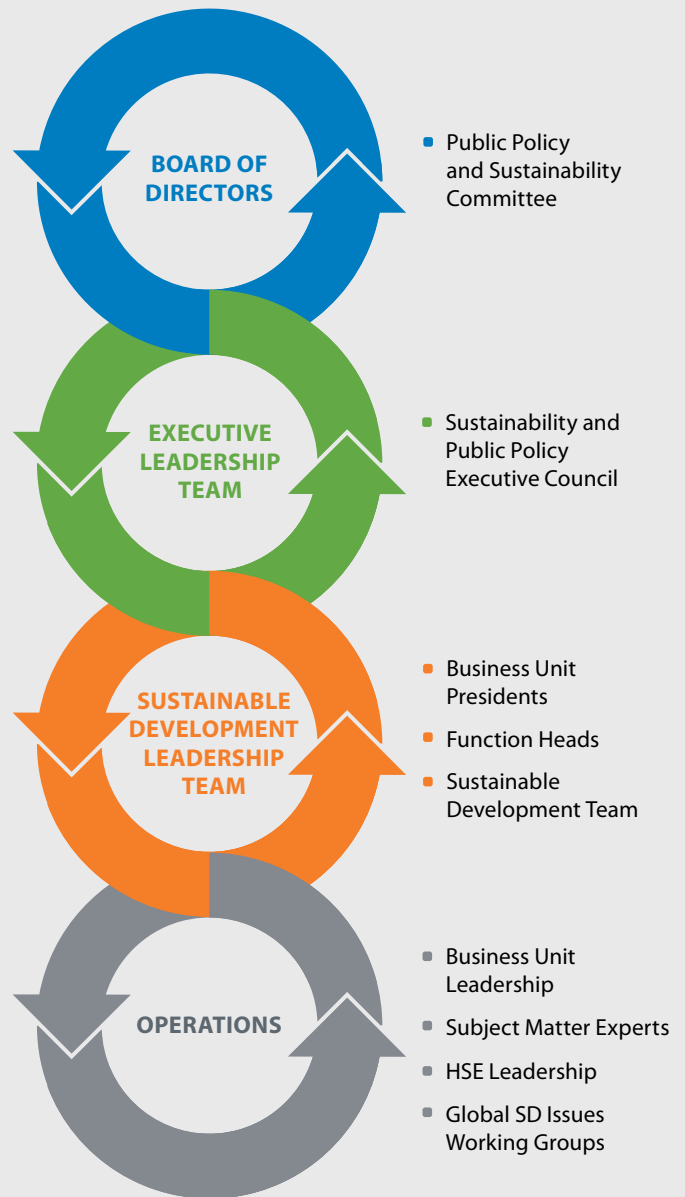 BOARD OF
DIRECTORS
Public Policy
and Sustainability
Committee
EXECUTIVE
LEADERSHIP
TEAM
Sustainability and
Public Policy
Executive Council
SUSTAINABLE
DEVELOPMENT
LEADERSHIP
TEAM
Business Unit
Presidents
Function Heads
Sustainable
Development Team
OPERATIONS
Business Unit
Leadership
Subject Matter Experts
HSE Leadership
Global SD Issues
Working Groups